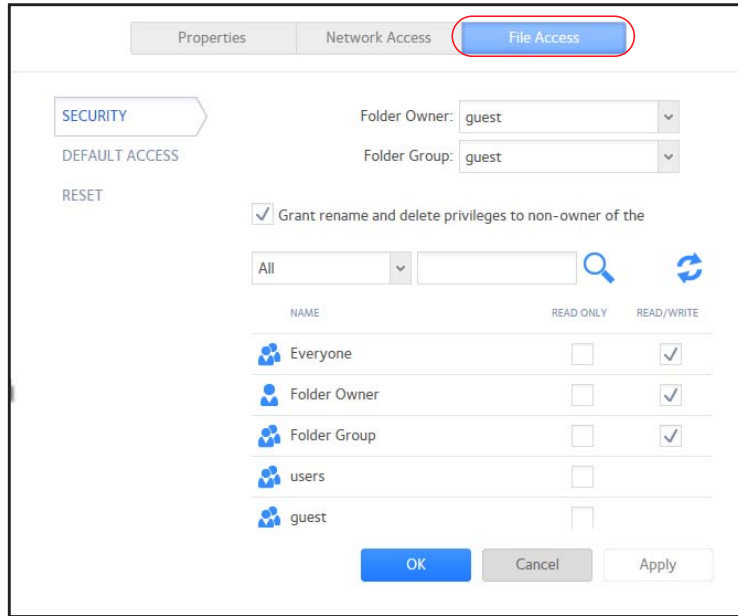 Properties Network Access File Access
SECURITY
DEFAULT ACCESS
RESET
Folder Owner: guest
Folder Group: guest
Grant rename and delete privileges to non-owner of the
All
NAME READ ONLY READ/WRITE
Everyone
Folder Owner
Folder Group
users
guest
OK Cancel Apply